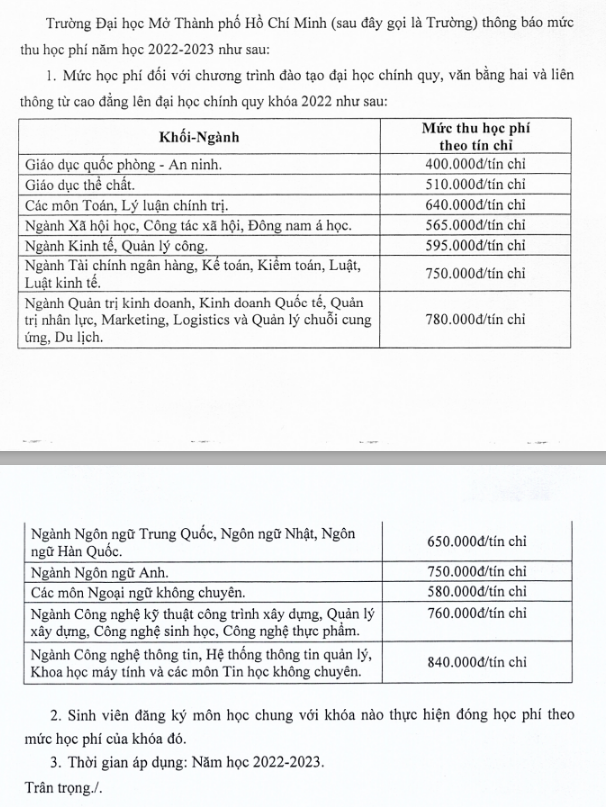 Trường Đại học Mở Thành phố Hồ Chí Minh (sau đây gọi là Trường) thông báo mức
thu học phí năm học 2022-2023 như sau:
1. Mức học phí đối với chương trình đào tạo đại học chính quy, văn bằng hai và liên
thông từ cao đẳng lên đại học chính quy khóa 2022 như sau:
Khối-Ngành
Mức thu học phí
theo tín chỉ
Giáo dục quốc phòng - An ninh.
400.000đ/tín chỉ
Giáo dục thể chất.
510.000đ/tín chỉ
Các môn Toán, Lý luận chính trị.
640.000đ/tín chỉ
Ngành Xã hội học, Công tác xã hội, Đông nam á học.
565.000đ/tín chỉ
Ngành Kinh tế, Quản lý công.
595.000đ/tín chỉ
Ngành Tài chính ngân hàng, Kế toán, Kiểm toán, Luật,
Luật kinh tế.
750.000đ/tín chỉ
Ngành Quản trị kinh doanh, Kinh doanh Quốc tế, Quản
trị nhân lực, Marketing, Logistics và Quản lý chuỗi cung
ứng, Du lịch.
780.000đ/tín chỉ
Ngành Ngôn ngữ Trung Quốc, Ngôn ngữ Nhật, Ngôn
ngữ Hàn Quốc.
650.000đ/tín chỉ
Ngành Ngôn ngữ Anh.
750.000đ/tín chỉ
Các môn Ngoại ngữ không chuyên.
580.000đ/tín chỉ
Ngành Công nghệ kỹ thuật công trình xây dựng, Quản lý
xây dựng, Công nghệ sinh học, Công nghệ thực phẩm.
760.000đ/tín chỉ
Ngành Công nghệ thông tin, Hệ thống thông tin quản lý,
Khoa học máy tính và các môn Tin học không chuyên.
840.000đ/tín chỉ
2. Sinh viên đăng ký môn học chung với khóa nào thực hiện đóng học phí theo
mức học phí của khóa đó.
3. Thời gian áp dụng: Năm học 2022-2023.
Trân trọng./.